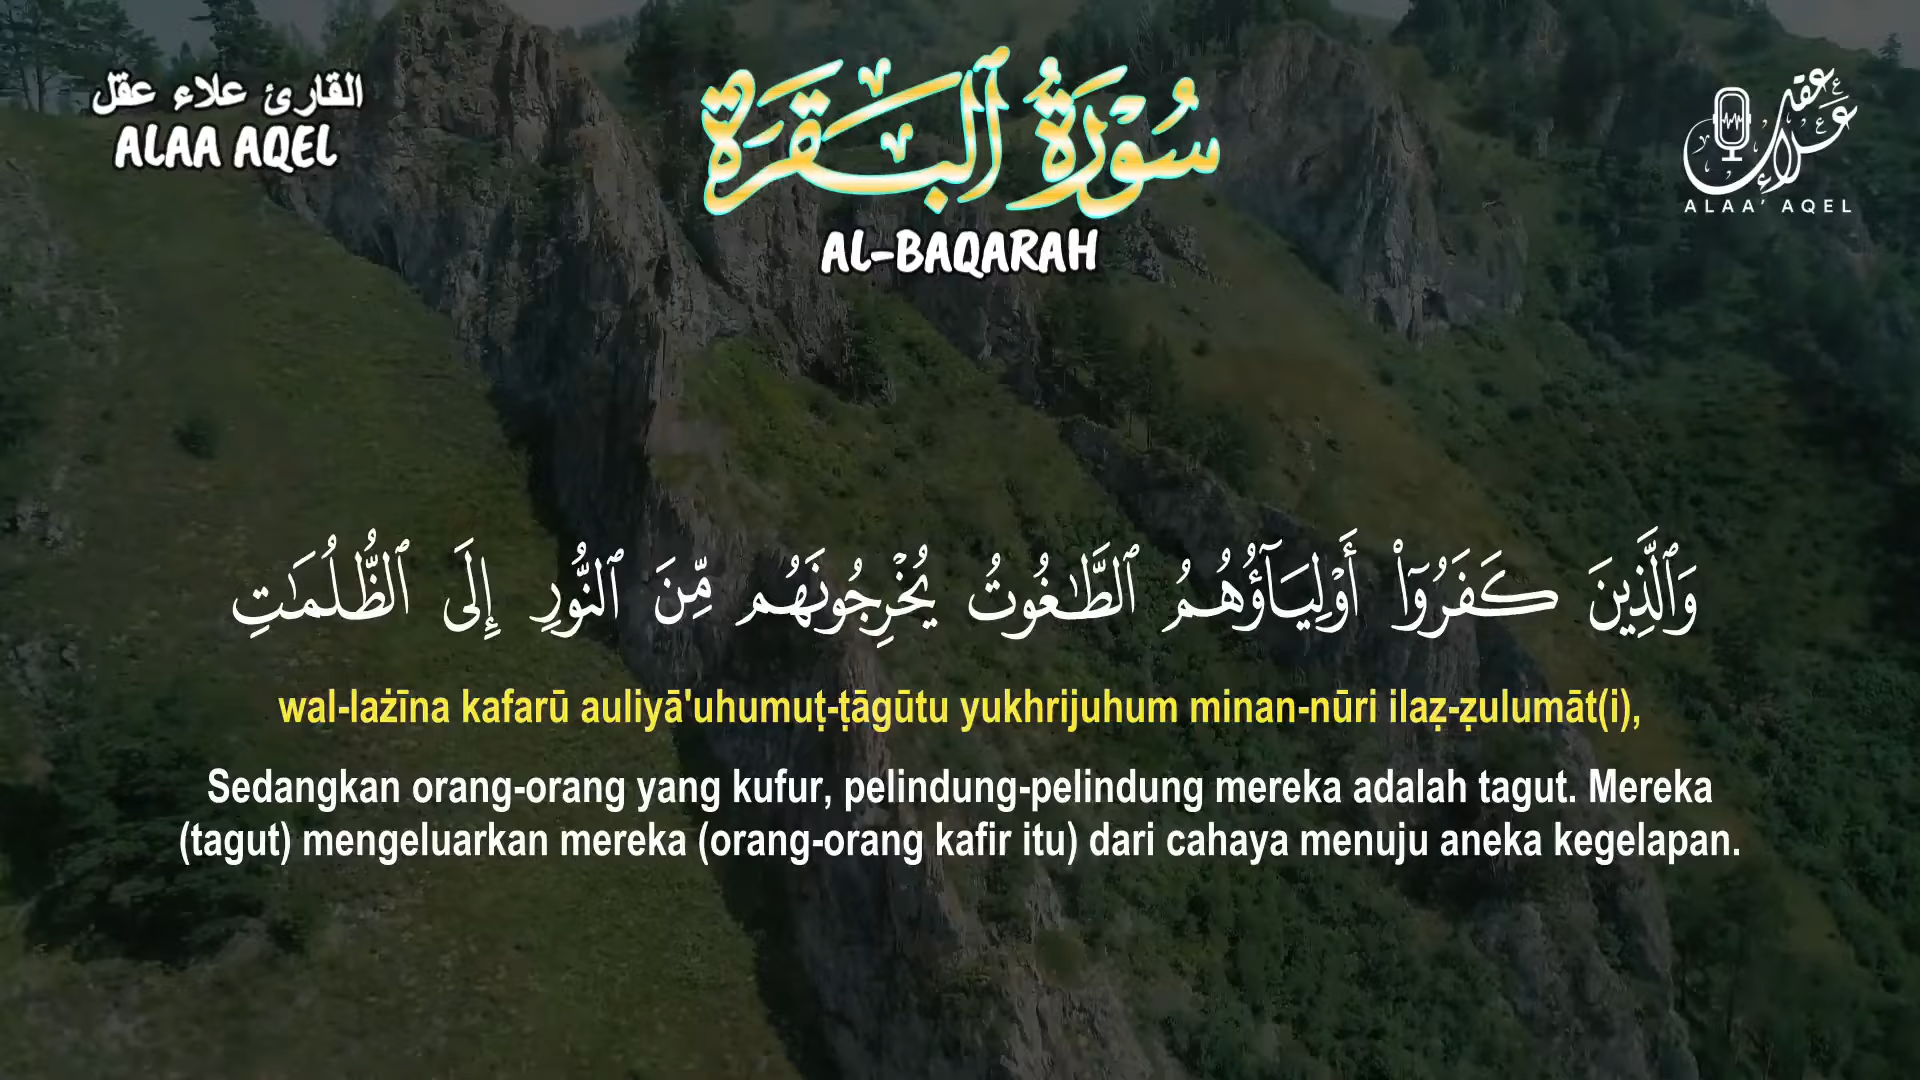 القارئ علاء عقل
ALAA AQEL
سُوْرَةُ ٱلْبَقَرَةِ
AL-BAQARAH
علاء عقل
ALAA' AQEL
وَٱلَّذِينَ كَفَرُوٓا۟ أَوْلِيَآؤُهُمُ ٱلطَّـٰغُوتُ يُخْرِجُونَهُم مِّنَ ٱلنُّورِ إِلَى ٱلظُّلُمَـٰتِ
wal-lażīna kafarū auliyā'uhumuṭ-ṭāgūtu yukhrijuhum minan-nūri ilaẓ-ẓulumāt(i),
Sedangkan orang-orang yang kufur, pelindung-pelindung mereka adalah tagut. Mereka
(tagut) mengeluarkan mereka (orang-orang kafir itu) dari cahaya menuju aneka kegelapan.